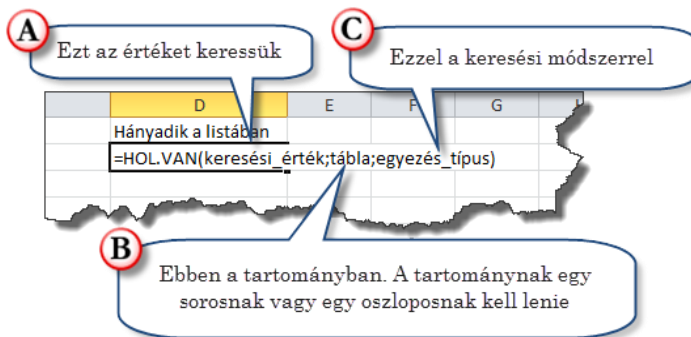 A
Ezt az értéket keressük
C
Ezzel a keresési módszerrel
D E F G
Hányadik a listában
=HOL.VAN(keresési_érték;tábla;egyezés_típus)
B
Ebben a tartományban. A tartománynak egy
sorosnak vagy egy oszloposnak kell lenie